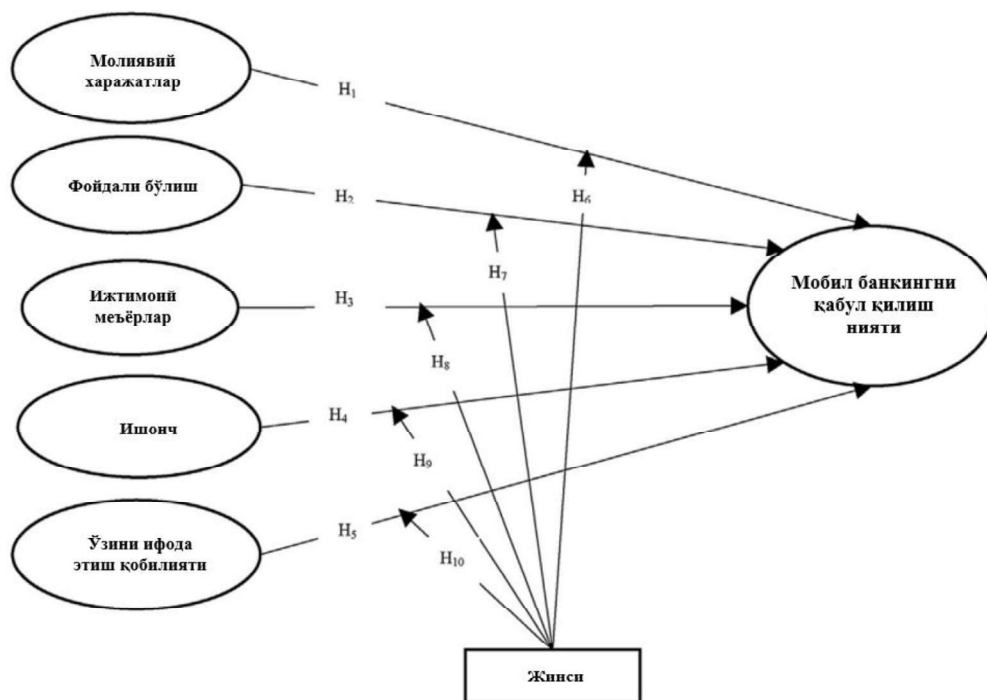 Молиявий
харажатлар
H₁
Фойдали бўлиш
H₂
H₆
H₇
Ижтимоий
меъёрлар
H₃
H₈
Мобил банкингни
қабул қилиш
нияти
Ишонч
H₄
H₉
Ўзини ифода
этиш қобилияти
H₅
H₁₀
Жинси